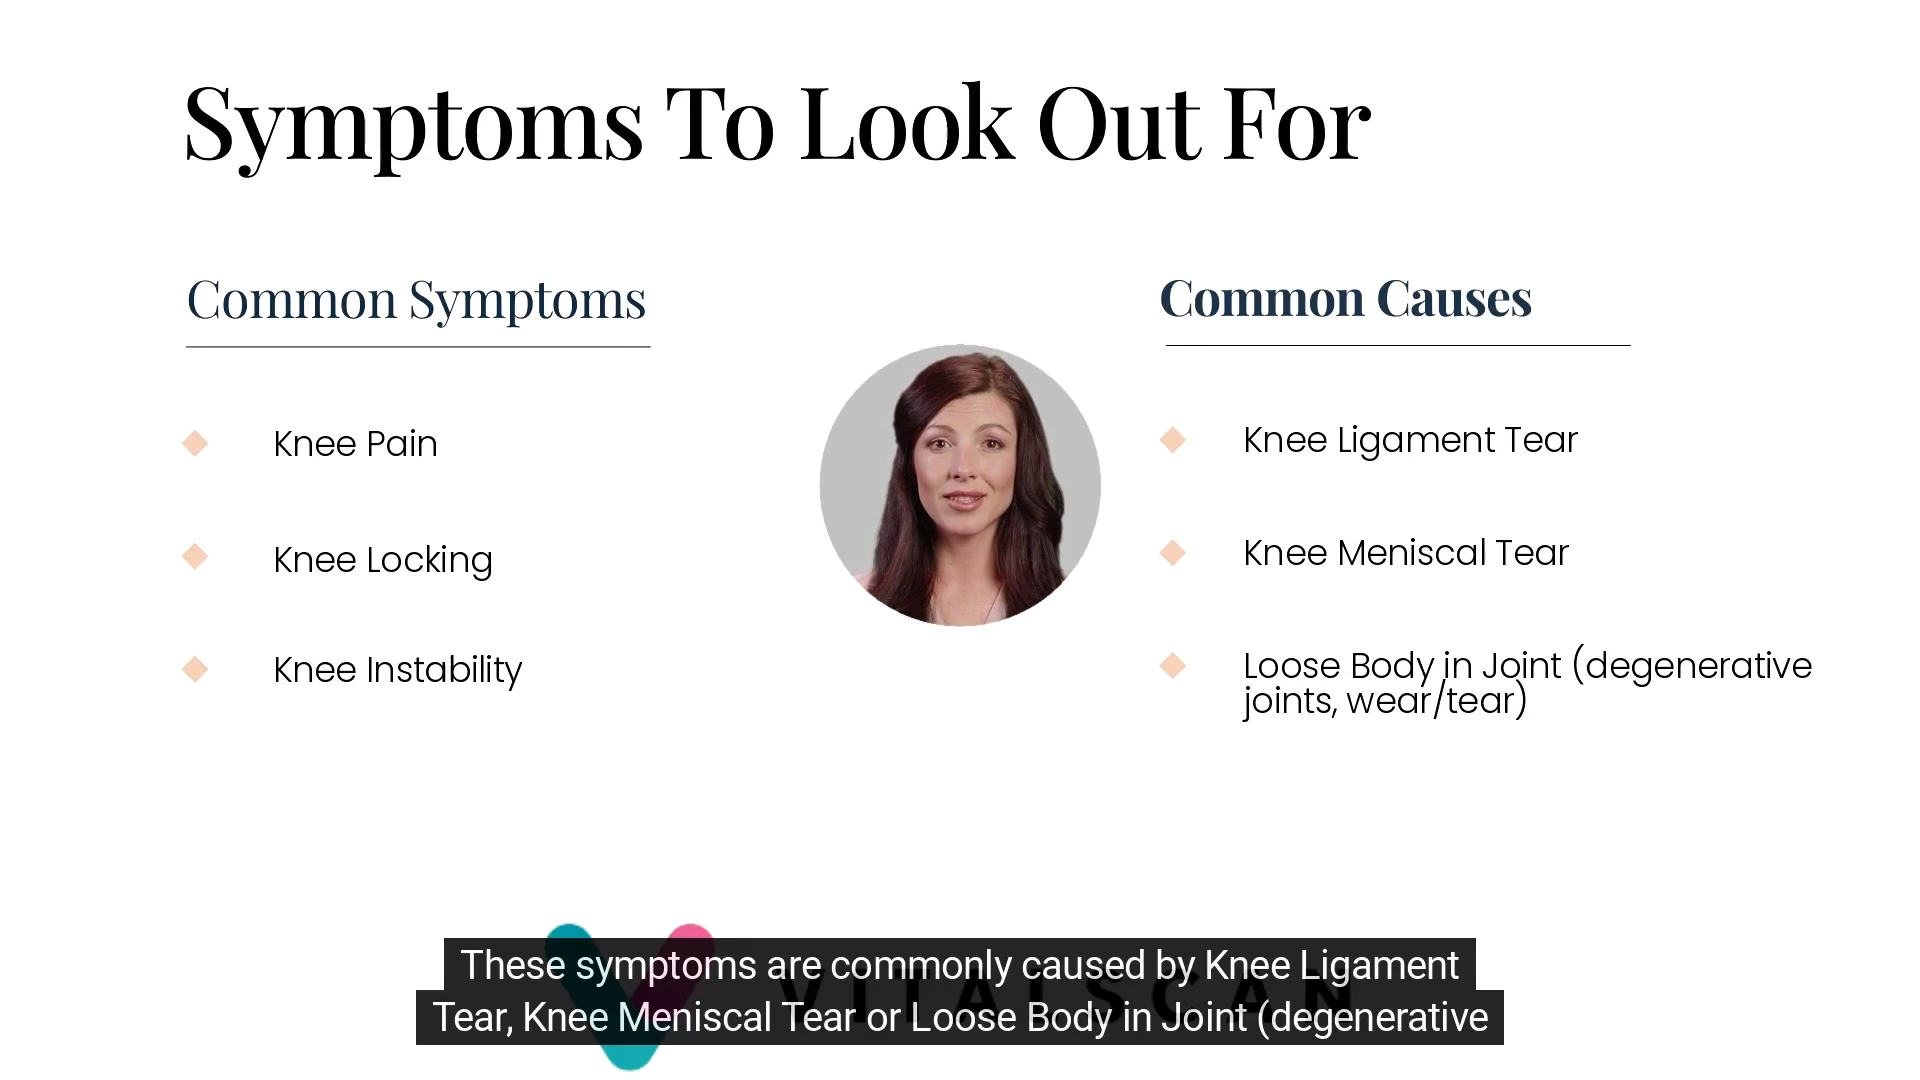 Symptoms To Look Out For
Common Symptoms
Knee Pain
Knee Locking
Knee Instability
Common Causes
Knee Ligament Tear
Knee Meniscal Tear
Loose Body in Joint (degenerative
joints, wear/tear)
VITALSCAN
These symptoms are commonly caused by Knee Ligament
Tear, Knee Meniscal Tear or Loose Body in Joint (degenerative